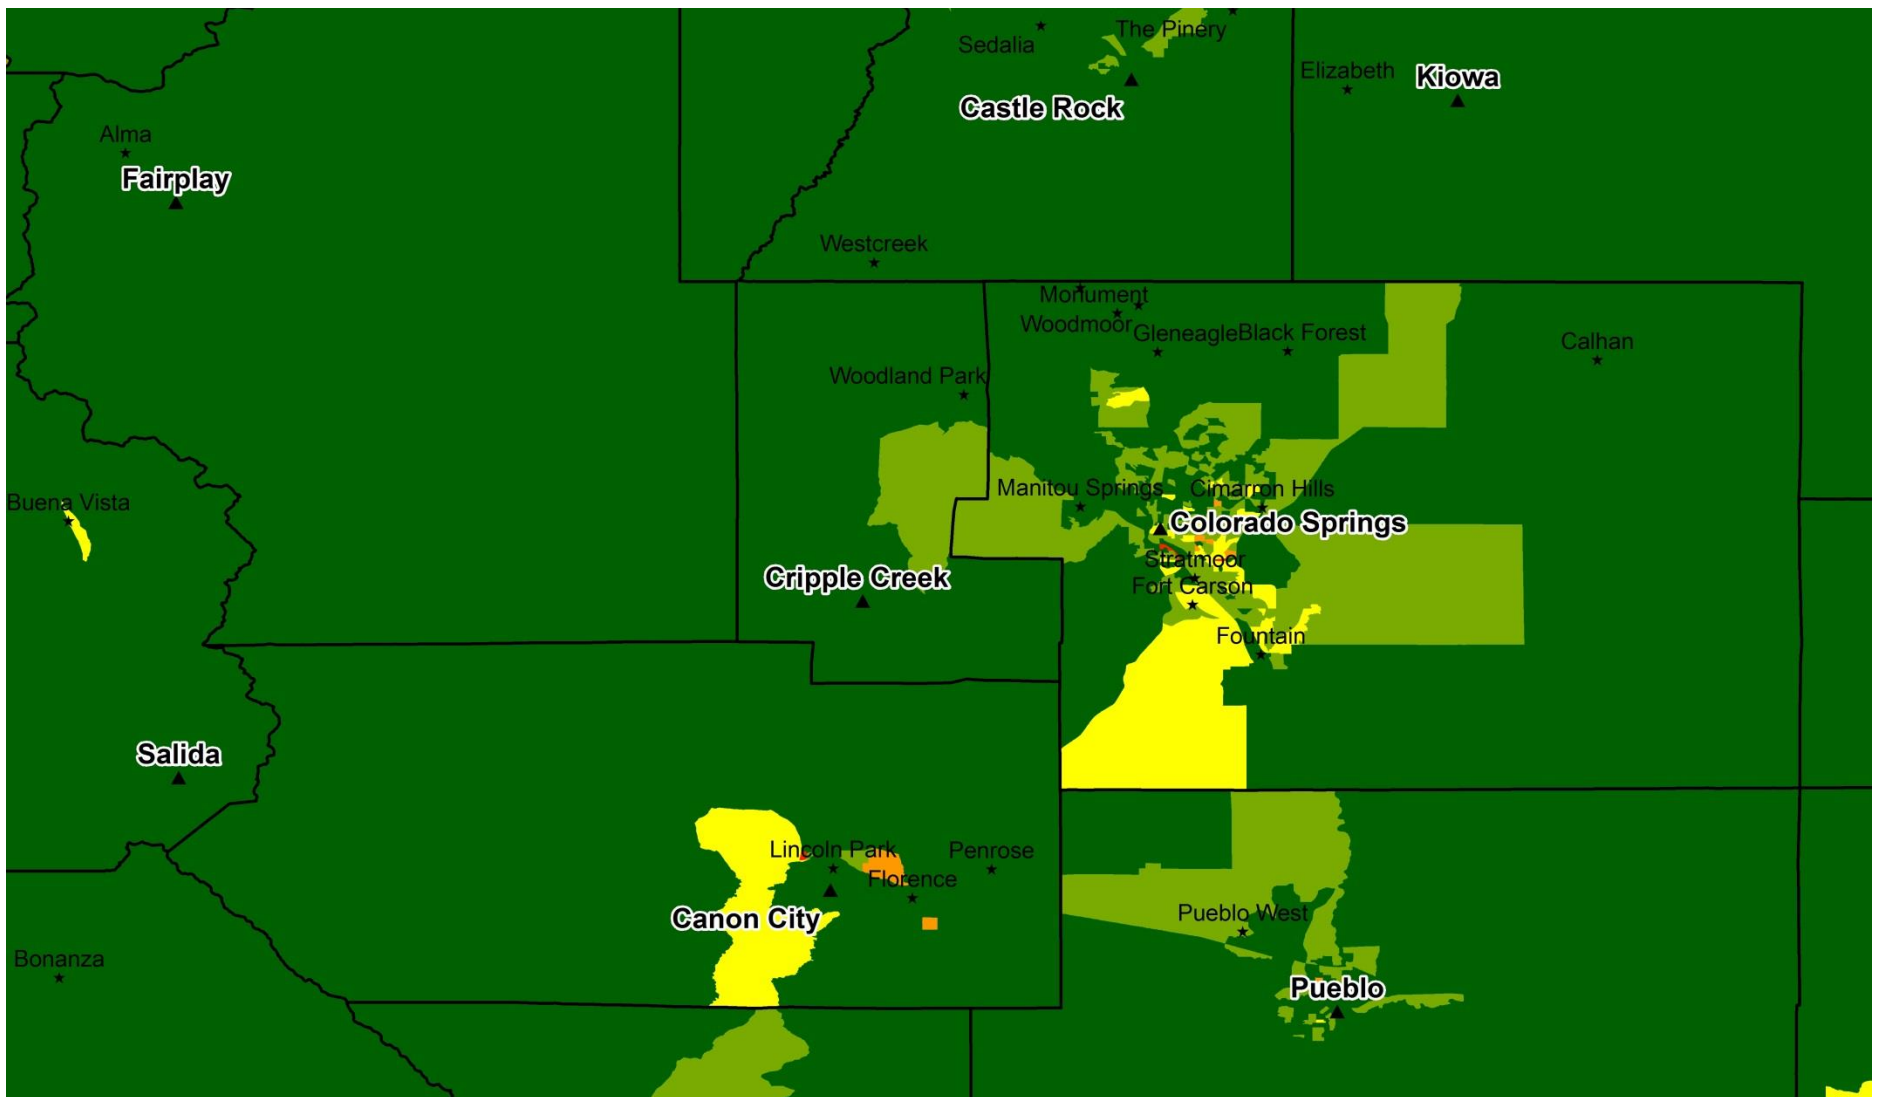 The Pinery
Sedalia
Elizabeth
Kiowa
Castle Rock
Alma
Fairplay
Westcreek
Monument
Woodmoor
Gleneagle
Black Forest
Calhan
Woodland Park
Manitou Springs
Cimarron Hills
Buena Vista
Colorado Springs
Stratmoor
Cripple Creek
Fort Carson
Fountain
Salida
Lincoln Park
Penrose
Florence
Canon City
Pueblo West
Bonanza
Pueblo